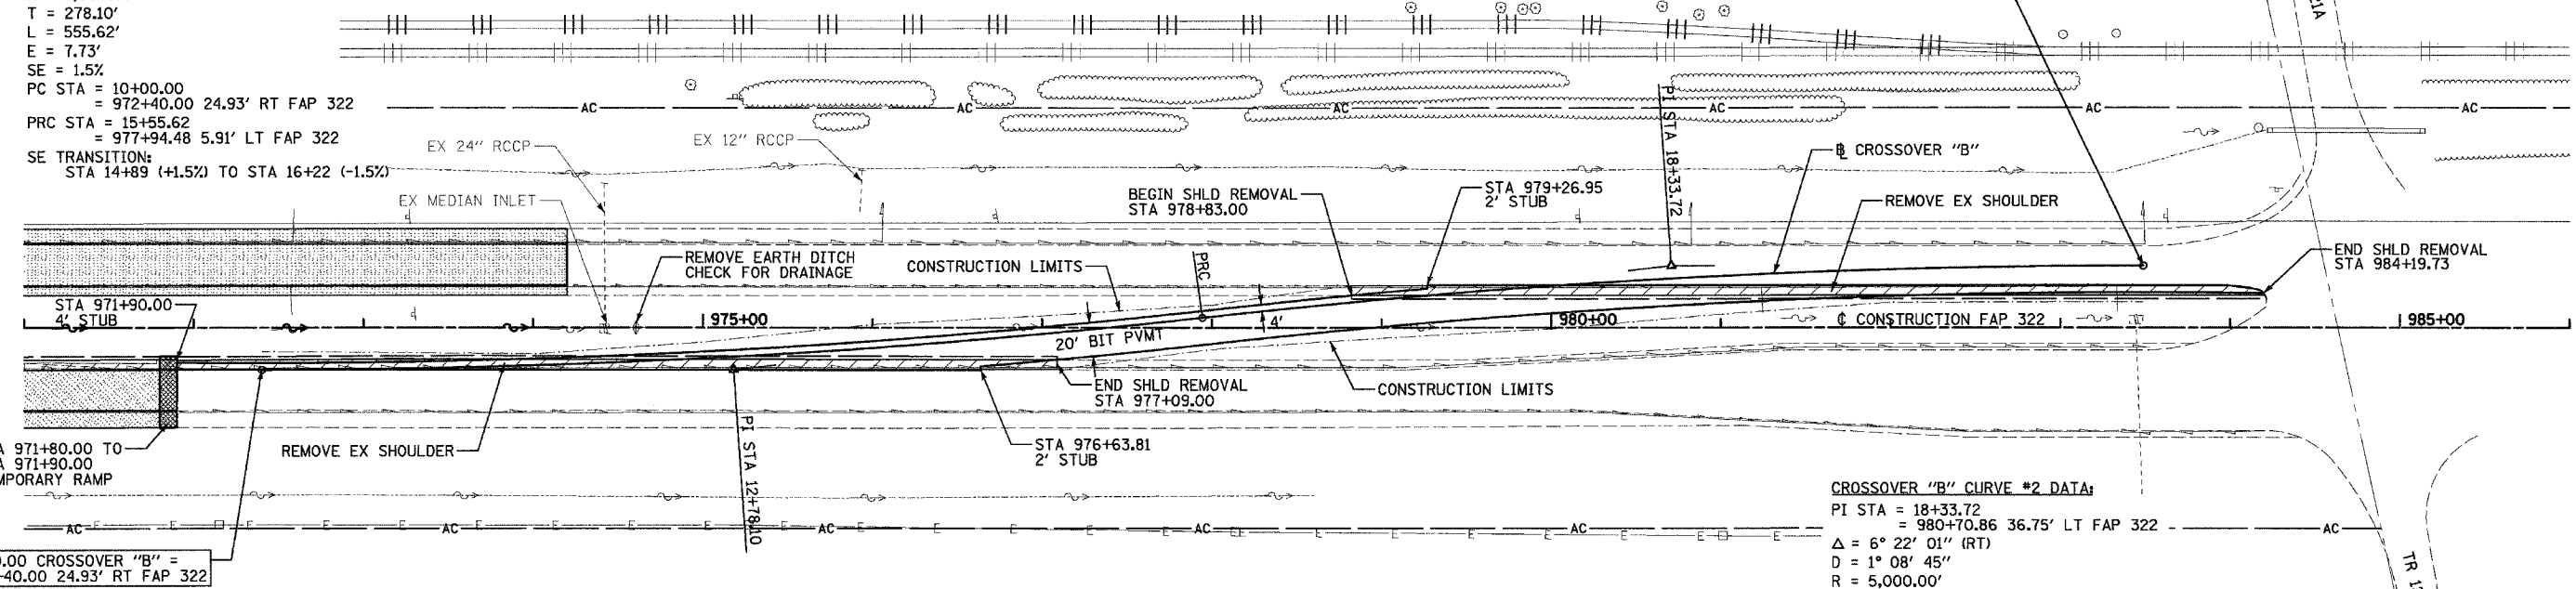 T = 278.10'
L = 555.62'
E = 7.73'
SE = 1.5%
PC STA = 10+00.00
= 972+40.00 24.93' RT FAP 322
PRC STA = 15+55.62
= 977+94.48 5.91' LT FAP 322
SE TRANSITION:
STA 14+89 (+1.5%) TO STA 16+22 (-1.5%)
21A
AC
AC
AC
AC
AC
AC
EX 24" RCCP
EX 12" RCCP
EX MEDIAN INLET
PI STA 18+33.72
BEGIN SHLD REMOVAL
STA 978+83.00
STA 979+26.95
2' STUB
℄ CROSSOVER "B"
REMOVE EX SHOULDER
REMOVE EARTH DITCH
CHECK FOR DRAINAGE
CONSTRUCTION LIMITS
PRC
END SHLD REMOVAL
STA 984+19.73
STA 971+90.00
4' STUB
975+00
4'
980+00
℄ CONSTRUCTION FAP 322
985+00
20' BIT PVMT
END SHLD REMOVAL
STA 977+09.00
CONSTRUCTION LIMITS
A 971+80.00 TO
A 971+90.00
MPORARY RAMP
REMOVE EX SHOULDER
PI STA 12+78.10
STA 976+63.81
2' STUB
CROSSOVER "B" CURVE #2 DATA:
PI STA = 18+33.72
= 980+70.86 36.75' LT FAP 322
Δ = 6° 22' 01" (RT)
D = 1° 08' 45"
R = 5,000.00'
AC E E E E E AC E AC E E E E E E E AC E E E E AC
0.00 CROSSOVER "B" =
+40.00 24.93' RT FAP 322
TR 1